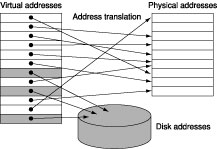 Virtual addresses
Physical addresses
Address translation
Disk addresses